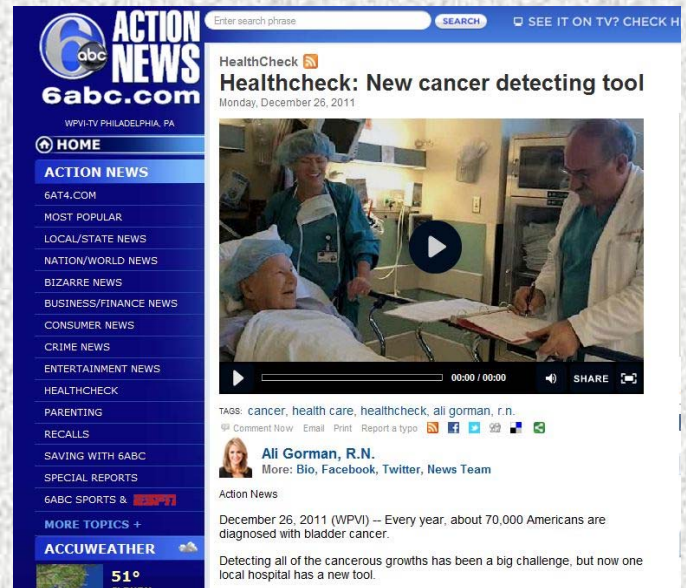 ACTION
NEWS
abc
6abc.com
WPVI-TV PHILADELPHIA, PA
HOME
ACTION NEWS
6AT4.COM
MOST POPULAR
LOCAL/STATE NEWS
NATION/WORLD NEWS
BIZARRE NEWS
BUSINESS/FINANCE NEWS
CONSUMER NEWS
CRIME NEWS
ENTERTAINMENT NEWS
HEALTHCHECK
PARENTING
RECALLS
SAVING WITH 6ABC
SPECIAL REPORTS
6ABC SPORTS & ESPN
MORE TOPICS +
ACCUWEATHER
51°
Enter search phrase SEARCH SEE IT ON TV? CHECK H
HealthCheck
Healthcheck: New cancer detecting tool
Monday, December 26, 2011
00:00 / 00:00 SHARE
TAGS: cancer, health care, healthcheck, ali gorman, r.n.
Comment Now Email Print Report a typo
Ali Gorman, R.N.
More: Bio, Facebook, Twitter, News Team
Action News
December 26, 2011 (WPVI) -- Every year, about 70,000 Americans are
diagnosed with bladder cancer.
Detecting all of the cancerous growths has been a big challenge, but now one
local hospital has a new tool.